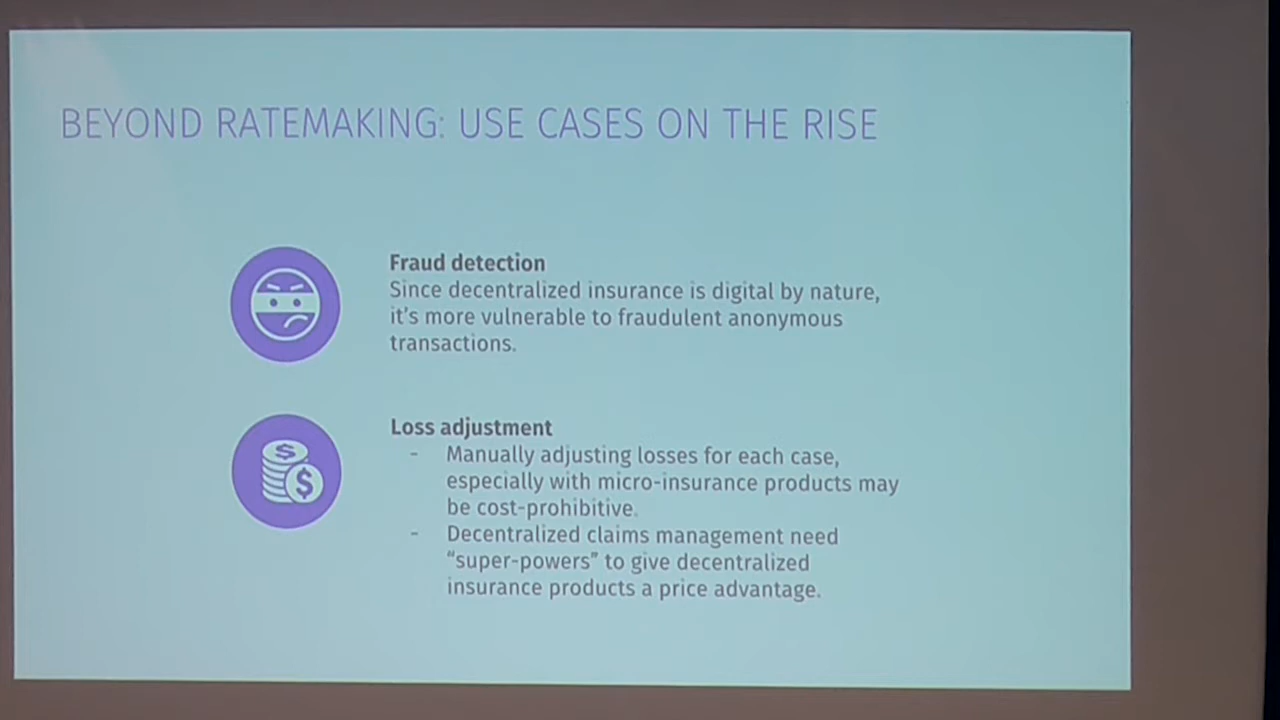 BEYOND RATEMAKING: USE CASES ON THE RISE
Fraud detection
Since decentralized insurance is digital by nature,
it's more vulnerable to fraudulent anonymous
transactions.
$
$
Loss adjustment
- Manually adjusting losses for each case,
especially with micro-insurance products may
be cost-prohibitive.
- Decentralized claims management need
“super-powers” to give decentralized
insurance products a price advantage.